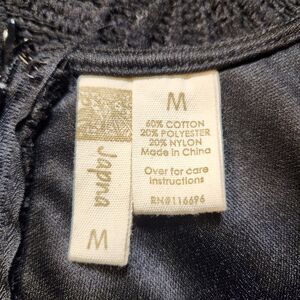 Japna
M
M
60% COTTON
20% POLYESTER
20% NYLON
Made in China
Over for care
instructions
RN#116696